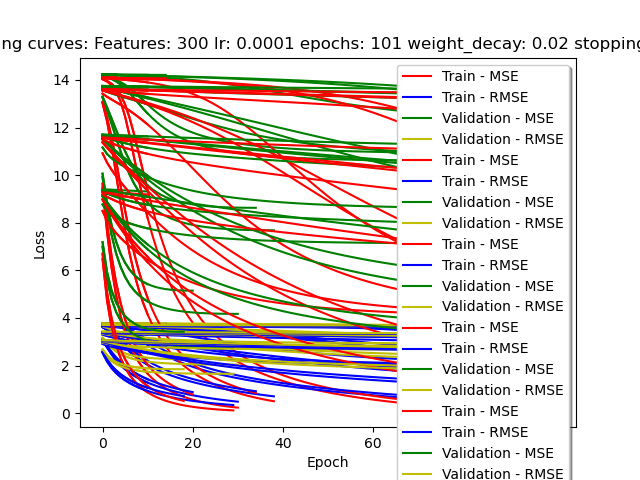 ng curves: Features: 300 lr: 0.0001 epochs: 101 weight_decay: 0.02 stopping
14
12
10
8
6
4
2
0
Loss
0
20
40
60
Epoch
Train - MSE
Train - RMSE
Validation - MSE
Validation - RMSE
Train - MSE
Train - RMSE
Validation - MSE
Validation - RMSE
Train - MSE
Train - RMSE
Validation - MSE
Validation - RMSE
Train - MSE
Train - RMSE
Validation - MSE
Validation - RMSE
Train - MSE
Train - RMSE
Validation - MSE
Validation - RMSE